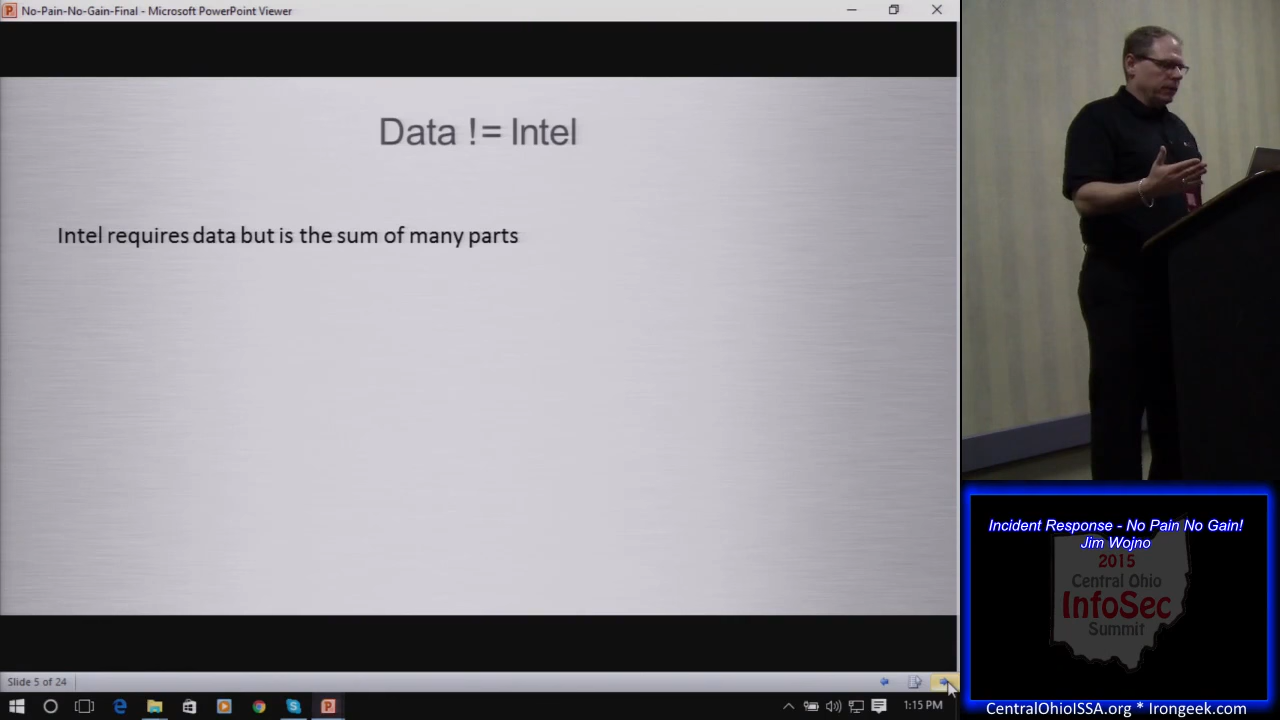 No-Pain-No-Gain-Final - Microsoft PowerPoint Viewer
Data != Intel
Intel requires data but is the sum of many parts
Slide 5 of 24
1:15 PM
Incident Response - No Pain No Gain!
Jim Wojno
2015
Central Ohio
InfoSec
Summit
CentralOhioISSA.org * Irongeek.com